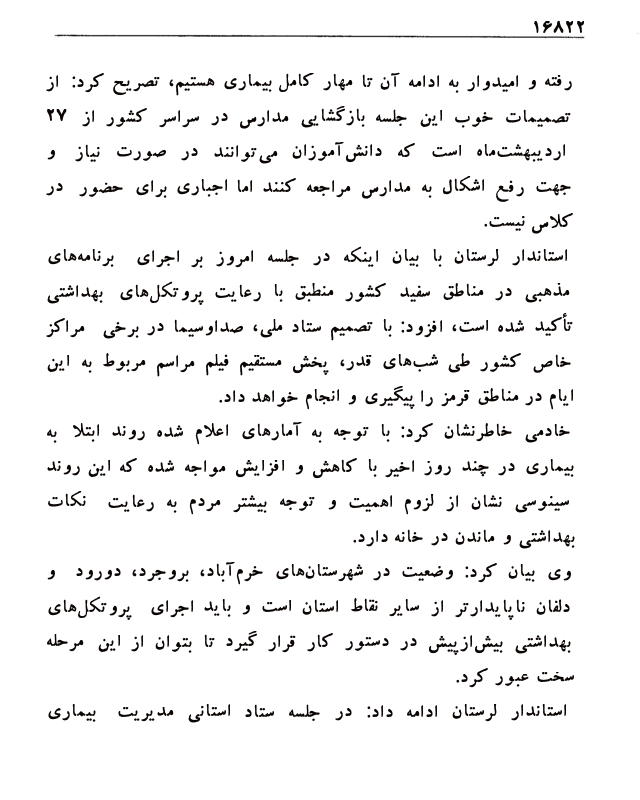 ۱۶۸۲۲
رفته و امیدوار به ادامه آن تا مهار کامل بیماری هستیم، تصریح کرد: از
تصمیمات خوب این جلسه بازگشایی مدارس در سراسر کشور از ۲۷
اردیبهشت‌ماه است که دانش‌آموزان می‌توانند در صورت نیاز و
جهت رفع اشکال به مدارس مراجعه کنند اما اجباری برای حضور در
کلاس نیست.
استاندار لرستان با بیان اینکه در جلسه امروز بر اجرای برنامه‌های
مذهبی در مناطق سفید کشور منطبق با رعایت پروتکل‌های بهداشتی
تأکید شده است، افزود: با تصمیم ستاد ملی، صداوسیما در برخی مراکز
خاص کشور طی شب‌های قدر، پخش مستقیم فیلم مراسم مربوط به این
ایام در مناطق قرمز را پیگیری و انجام خواهد داد.
خادمی خاطرنشان کرد: با توجه به آمارهای اعلام شده روند ابتلا به
بیماری در چند روز اخیر با کاهش و افزایش مواجه شده که این روند
سینوسی نشان از لزوم اهمیت و توجه بیشتر مردم به رعایت نکات
بهداشتی و ماندن در خانه دارد.
وی بیان کرد: وضعیت در شهرستان‌های خرم‌آباد، بروجرد، دورود و
دلفان ناپایدارتر از سایر نقاط استان است و باید اجرای پروتکل‌های
بهداشتی بیش‌ازپیش در دستور کار قرار گیرد تا بتوان از این مرحله
سخت عبور کرد.
استاندار لرستان ادامه داد: در جلسه ستاد استانی مدیریت بیماری